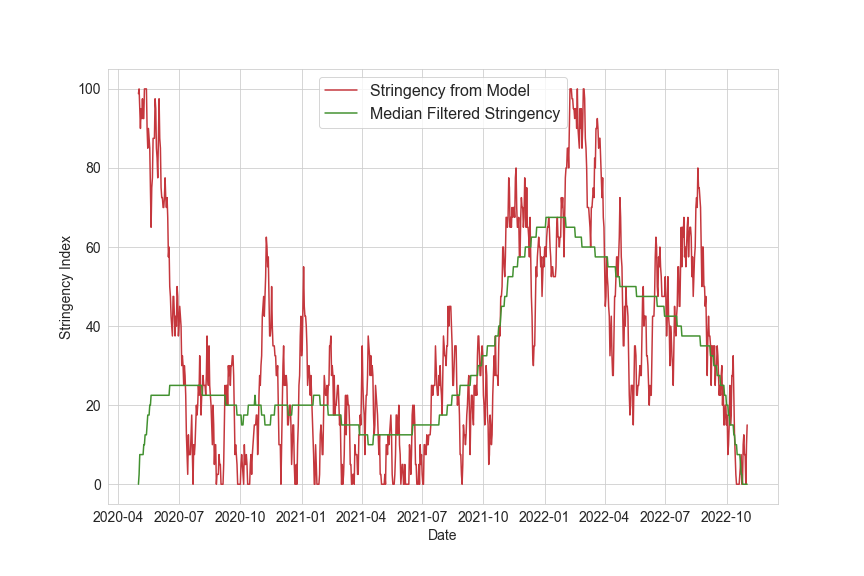 Stringency from Model
Median Filtered Stringency
Stringency Index
100
80
60
40
20
0
2020-04 2020-07 2020-10 2021-01 2021-04 2021-07 2021-10 2022-01 2022-04 2022-07 2022-10
Date